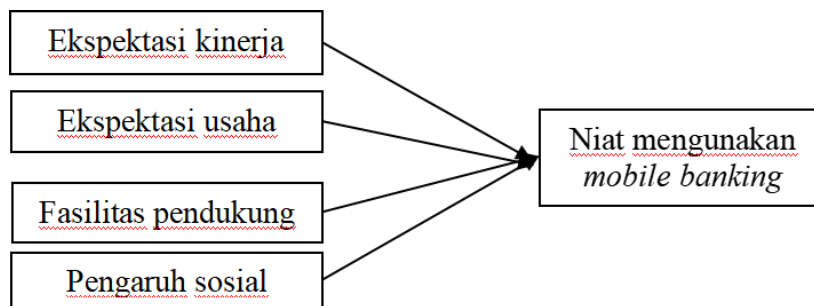 Ekspektasi kinerja
Ekspektasi usaha
Fasilitas pendukung
Pengaruh sosial
Niat mengunakan
mobile banking